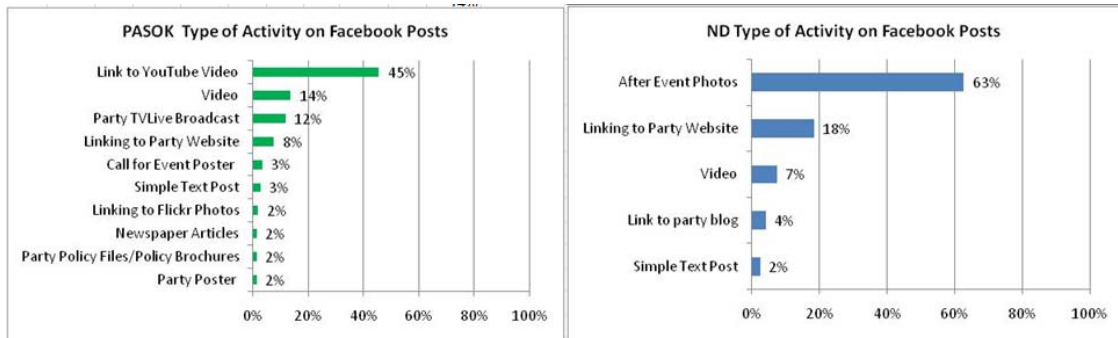 PASOK Type of Activity on Facebook Posts
Link to YouTube Video 45%
Video 14%
Party TVLive Broadcast 12%
Linking to Party Website 8%
Call for Event Poster 3%
Simple Text Post 3%
Linking to Flickr Photos 2%
Newspaper Articles 2%
Party Policy Files/Policy Brochures 2%
Party Poster 2%
0% 20% 40% 60% 80% 100%
ND Type of Activity on Facebook Posts
After Event Photos 63%
Linking to Party Website 18%
Video 7%
Link to party blog 4%
Simple Text Post 2%
0% 20% 40% 60% 80% 100%